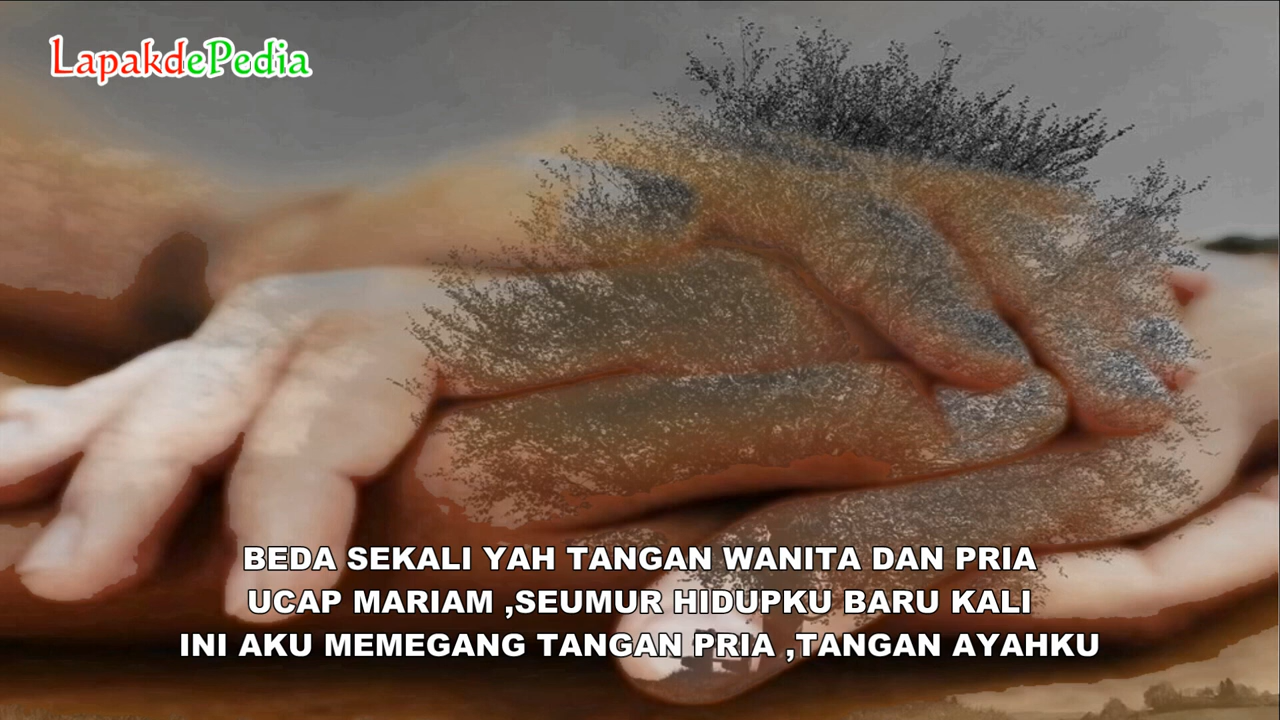 LapakdePedia
BEDA SEKALI YAH TANGAN WANITA DAN PRIA
UCAP MARIAM ,SEUMUR HIDUPKU BARU KALI
INI AKU MEMEGANG TANGAN PRIA ,TANGAN AYAHKU